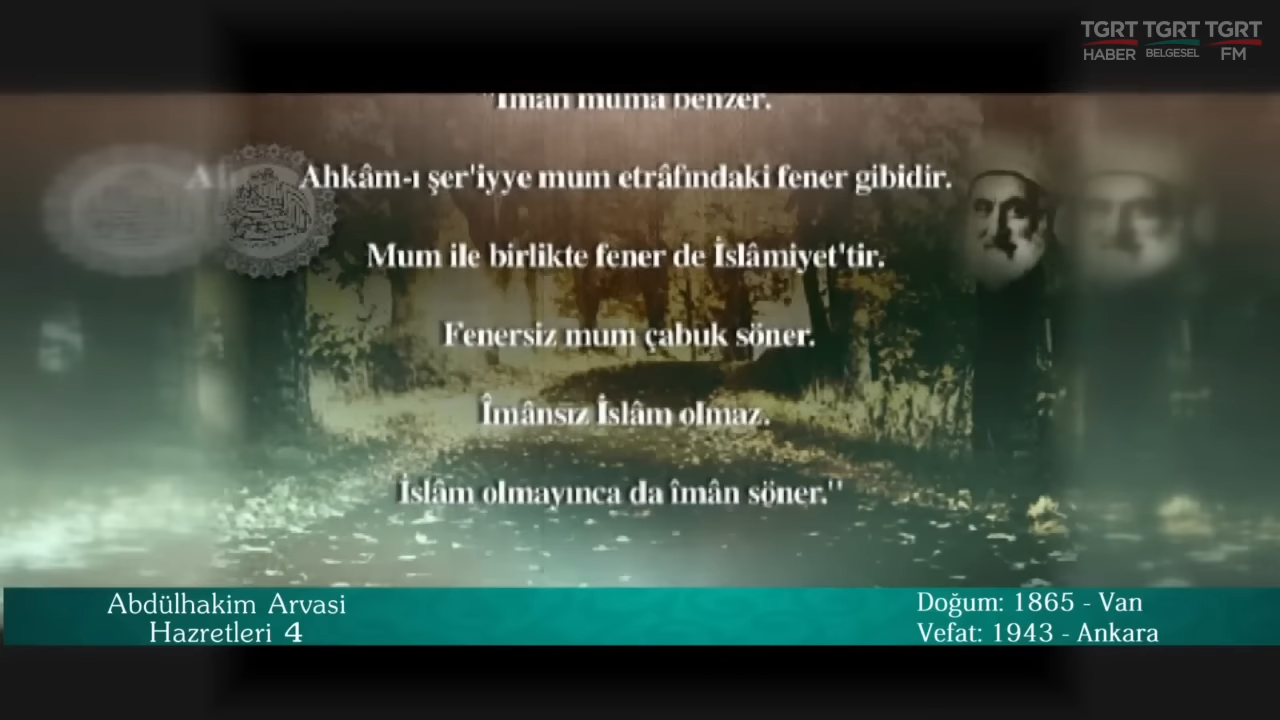 TGRT TGRT TGRT
HABER BELGESEL FM
"Îmân muma benzer.
Ahkâm-ı şer'iyye mum etrâfındaki fener gibidir.
Mum ile birlikte fener de İslâmiyet'tir.
Fenersiz mum çabuk söner.
Îmânsız İslâm olmaz.
İslâm olmayınca da îmân söner."
Abdülhakim Arvasi
Hazretleri 4
Doğum: 1865 - Van
Vefat: 1943 - Ankara